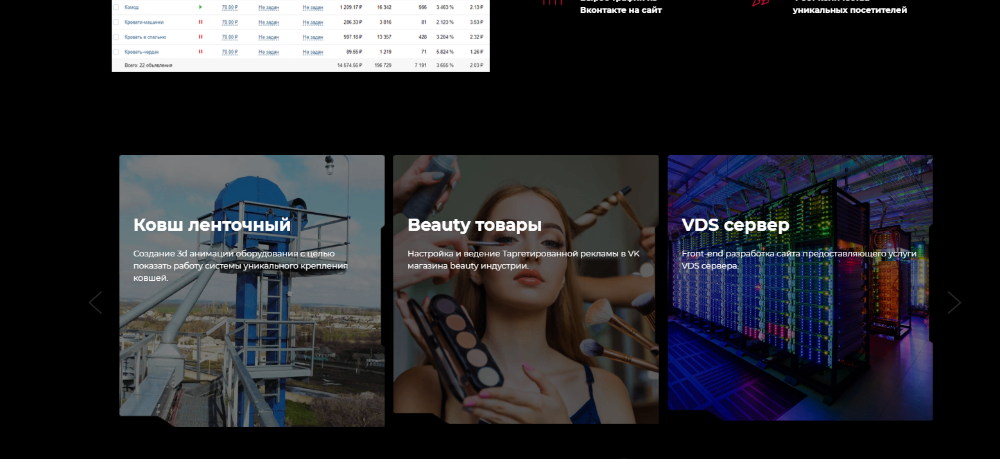 Комод 70.00 ₽ Не задан Не задан 1 209.17 ₽ 16 342 566 3.463 % 2.13 ₽
Кровати-машинки 70.00 ₽ Не задан Не задан 286.33 ₽ 3 816 81 2.123 % 3.53 ₽
Кровать в спально 70.00 ₽ Не задан Не задан 997.18 ₽ 13 357 428 3.204 % 2.32 ₽
Кровать-чердак 70.00 ₽ Не задан Не задан 89.55 ₽ 1 219 71 5.824 % 1.26 ₽
Всего: 22 объявления 14 574.56 ₽ 196 729 7 191 3.655 % 2.03 ₽
Вконтакте на сайт
уникальных посетителей
Ковш ленточный
Создание 3d анимации оборудования с целью
показать работу системы уникального крепления
ковшей.
Beauty товары
Настройка и ведение Таргетированной рекламы в VK
магазина beauty индустрии.
VDS сервер
Front-end разработка сайта предоставляющего услуги
VDS сервера.